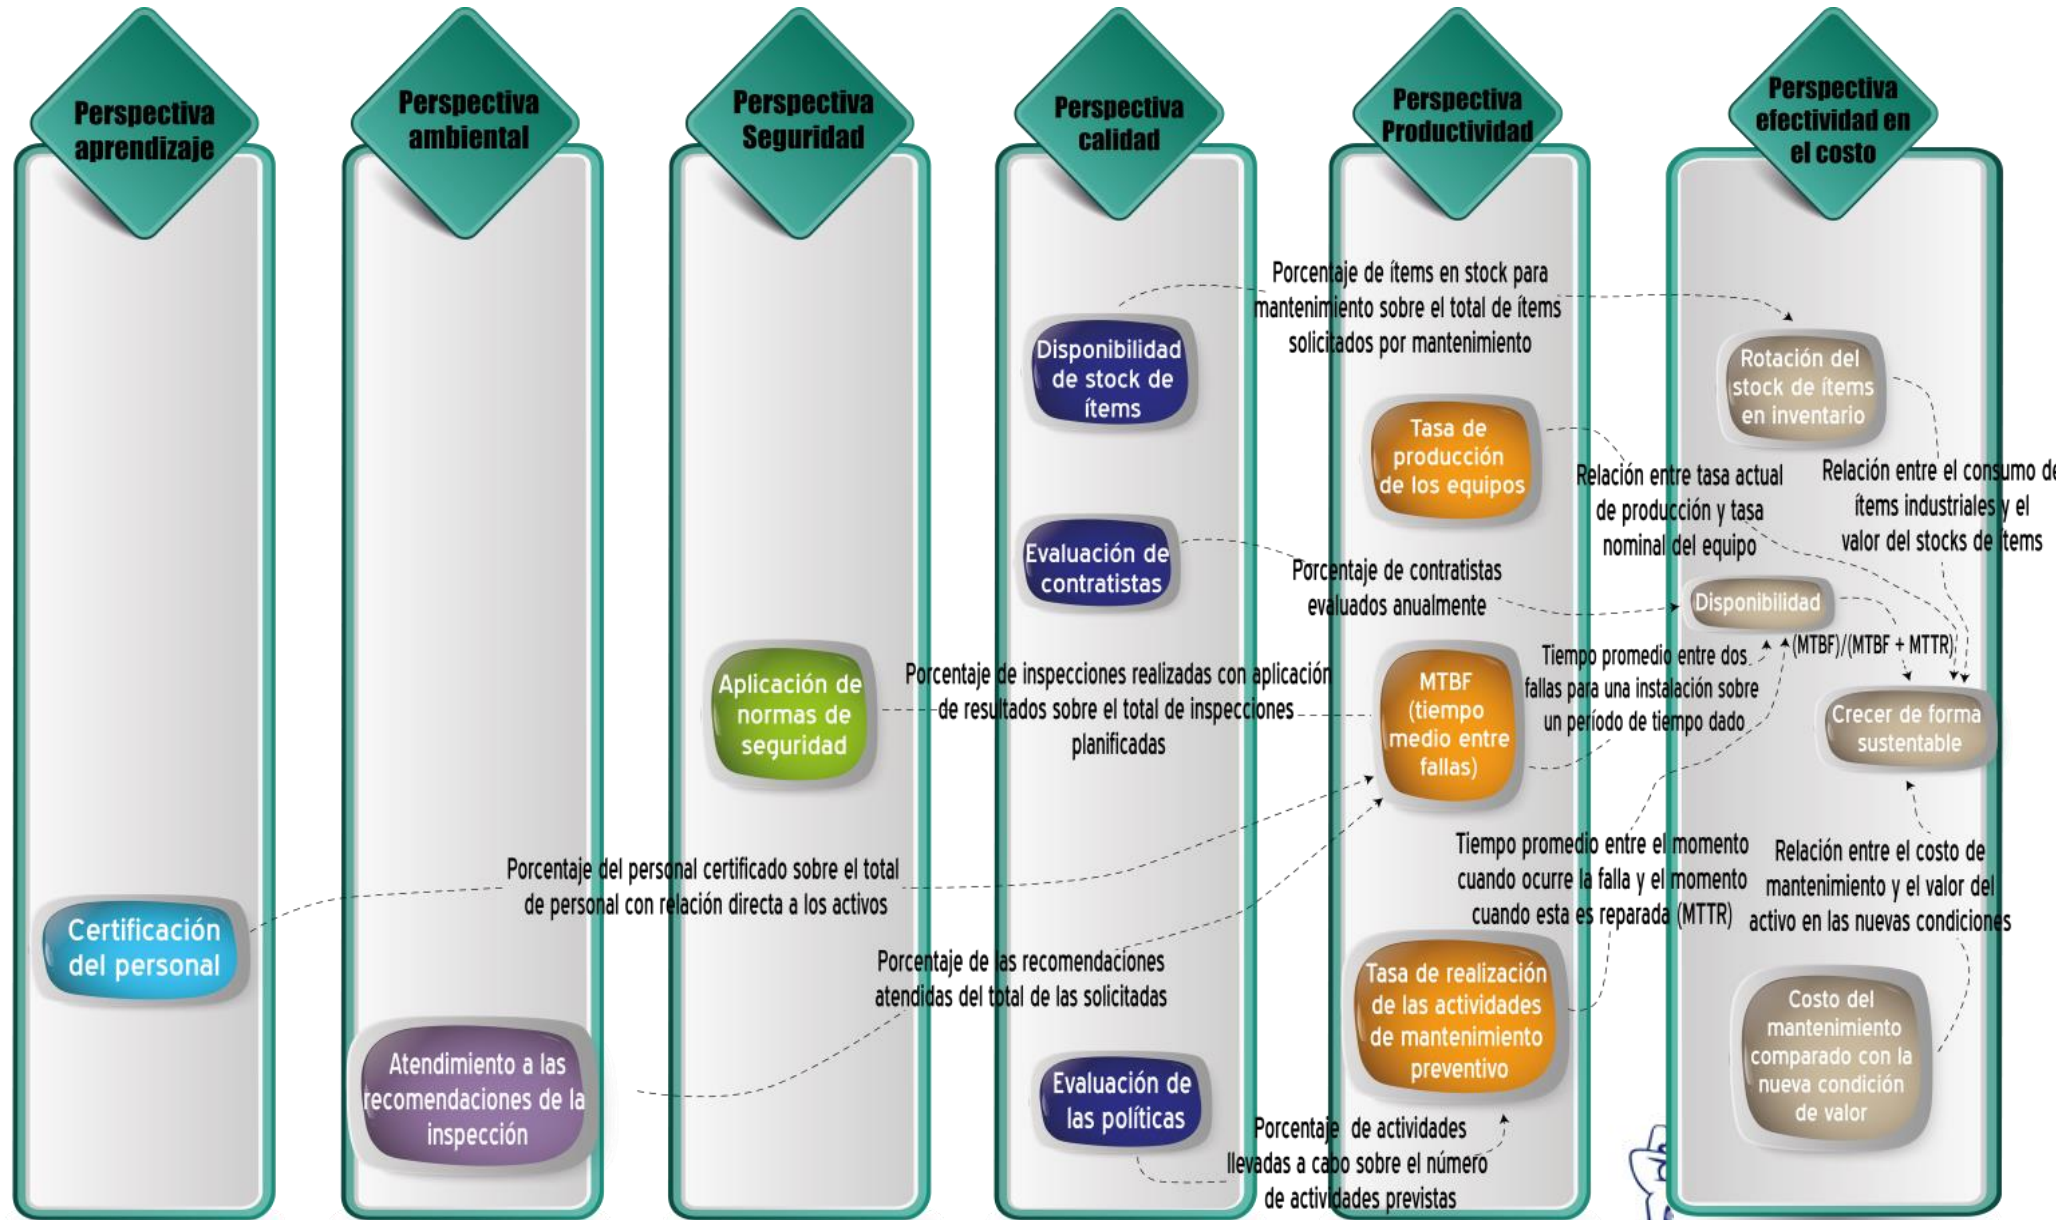 Perspectiva
aprendizaje
Perspectiva
ambiental
Perspectiva
Seguridad
Perspectiva
calidad
Perspectiva
Productividad
Perspectiva
efectividad en
el costo
Certificación
del personal
Porcentaje del personal certificado sobre el total
de personal con relación directa a los activos
Atendimiento a las
recomendaciones de la
inspección
Porcentaje de las recomendaciones
atendidas del total de las solicitadas
Aplicación de
normas de
seguridad
Porcentaje de inspecciones realizadas con aplicación
de resultados sobre el total de inspecciones
planificadas
Disponibilidad
de stock de
ítems
Porcentaje de ítems en stock para
mantenimiento sobre el total de ítems
solicitados por mantenimiento
Evaluación de
contratistas
Porcentaje de contratistas
evaluados anualmente
Evaluación de
las políticas
Porcentaje de actividades
llevadas a cabo sobre el número
de actividades previstas
Tasa de
producción
de los equipos
Relación entre tasa actual
de producción y tasa
nominal del equipo
MTBF
(tiempo
medio entre
fallas)
Tiempo promedio entre dos
fallas para una instalación sobre
un período de tiempo dado
Tasa de realización
de las actividades
de mantenimiento
preventivo
Tiempo promedio entre el momento
cuando ocurre la falla y el momento
cuando esta es reparada (MTTR)
Rotación del
stock de ítems
en inventario
Relación entre el consumo de
ítems industriales y el
valor del stocks de ítems
Disponibilidad
(MTBF)/(MTBF + MTTR)
Crecer de forma
sustentable
Relación entre el costo de
mantenimiento y el valor del
activo en las nuevas condiciones
Costo del
mantenimiento
comparado con la
nueva condición
de valor